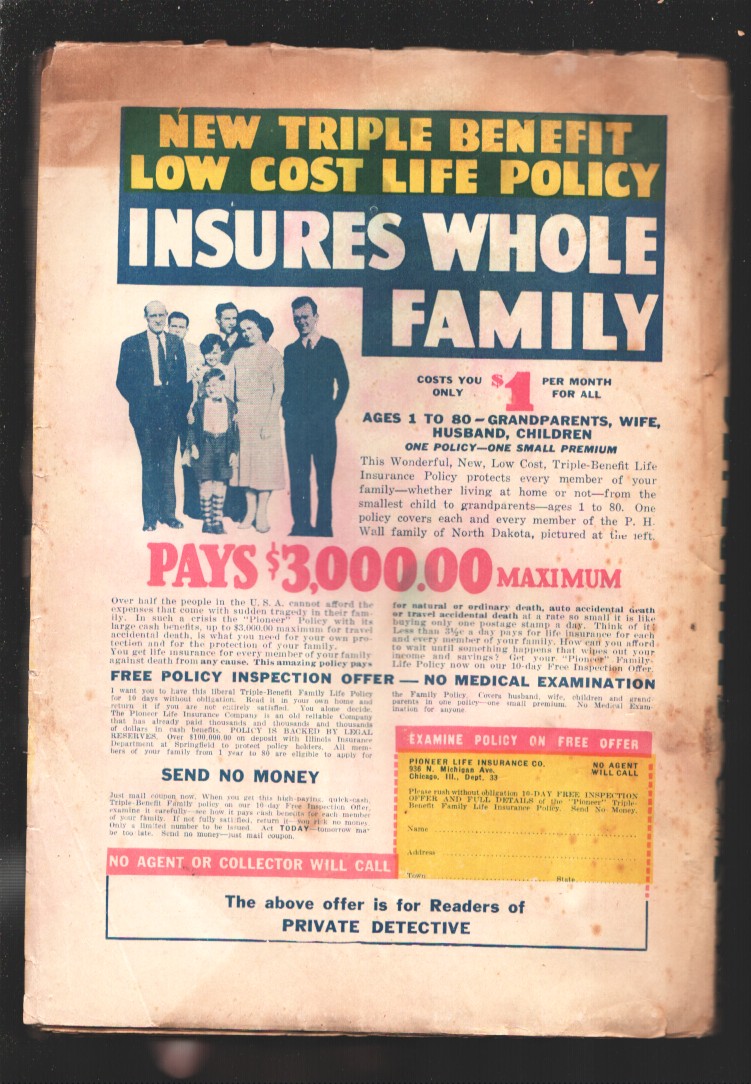 NEW TRIPLE BENEFIT
LOW COST LIFE POLICY
INSURES WHOLE
FAMILY
COSTS YOU ONLY $1 PER MONTH FOR ALL
AGES 1 TO 80—GRANDPARENTS, WIFE,
HUSBAND, CHILDREN
ONE POLICY—ONE SMALL PREMIUM
This Wonderful, New, Low Cost, Triple-Benefit Life
Insurance Policy protects every member of your
family—whether living at home or not—from the
smallest child to grandparents—ages 1 to 80. One
policy covers each and every member of the P. H.
Wall family of North Dakota, pictured at the left.
PAYS $3,000.00 MAXIMUM
Over half the people in the U. S. A. cannot afford the
expenses that come with sudden tragedy in their fam-
ily. In such a crisis the "Pioneer" Policy with its
large cash benefits, up to $3,000.00 maximum for travel
accidental death, is what you need for your own pro-
tection and for the protection of your family.
You get life insurance for every member of your family
against death from any cause. This amazing policy pays
for natural or ordinary death, auto accidental death
or travel accidental death at a rate so small it is like
buying only one postage stamp a day. Think of it!
Less than 3½c a day pays for life insurance for each
and every member of your family. How can you afford
to wait until something happens that wipes out your
income and savings? Get your "Pioneer" Family-
Life Policy now on our 10-day Free Inspection Offer.
FREE POLICY INSPECTION OFFER — NO MEDICAL EXAMINATION
I want you to have this liberal Triple-Benefit Family Life Policy
for 10 days without obligation. Read it in your own home and
return it if you are not entirely satisfied. You alone decide.
The Pioneer Life Insurance Company is an old reliable Company
that has already paid thousands and thousands and thousands
of dollars in cash benefits. POLICY IS BACKED BY LEGAL
RESERVES. Over $100,000.00 on deposit with Illinois Insurance
Department at Springfield to protect policy holders. All mem-
bers of your family from 1 year to 80 are eligible to apply for
the Family Policy. Covers husband, wife, children and grand-
parents in one policy—one small premium. No Medical Exam-
ination for anyone.
SEND NO MONEY
Just mail coupon now. When you get this high-paying, quick-cash,
Triple-Benefit Family policy on our 10-day Free Inspection Offer,
examine it carefully—see how it pays cash benefits for each member
of your family. If not fully satisfied, return it—you risk no money.
Only a limited number to be issued. Act TODAY—tomorrow may
be too late. Send no money—just mail coupon.
NO AGENT OR COLLECTOR WILL CALL
EXAMINE POLICY ON FREE OFFER
PIONEER LIFE INSURANCE CO. NO AGENT
936 N. Michigan Ave. WILL CALL
Chicago, Ill., Dept. 33
Please rush without obligation 10-DAY FREE INSPECTION
OFFER AND FULL DETAILS of the "Pioneer" Triple-
Benefit Family Life Insurance Policy. Send No Money.
Name
Address
Town State
The above offer is for Readers of
PRIVATE DETECTIVE